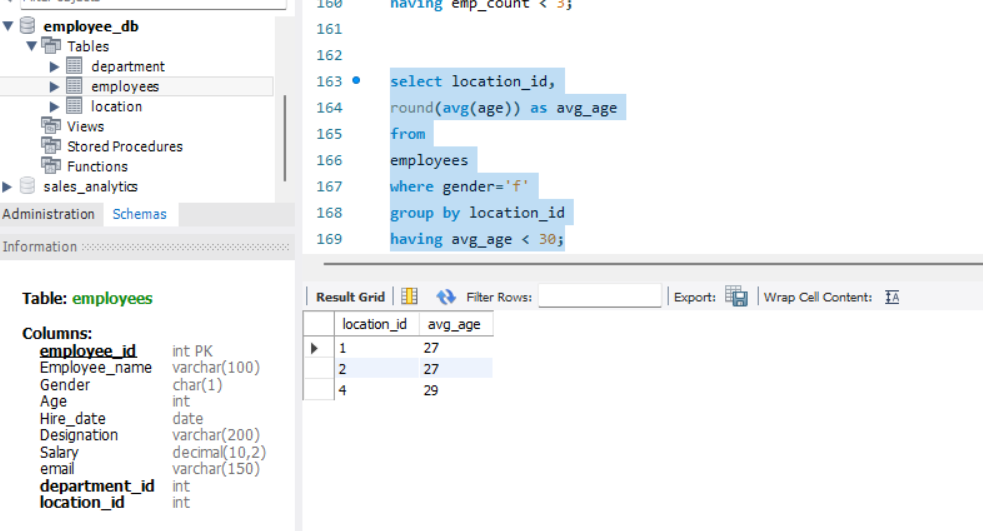 employee_db
Tables
department
employees
location
Views
Stored Procedures
Functions
sales_analytics
Administration Schemas
Information
Table: employees
Columns:
employee_id int PK
Employee_name varchar(100)
Gender char(1)
Age int
Hire_date date
Designation varchar(200)
Salary decimal(10,2)
email varchar(150)
department_id int
location_id int
160 having emp_count < 3;
161
162
163 select location_id,
164 round(avg(age)) as avg_age
165 from
166 employees
167 where gender='f'
168 group by location_id
169 having avg_age < 30;
Result Grid Filter Rows: Export: Wrap Cell Content: IA
location_id avg_age
1 27
2 27
4 29